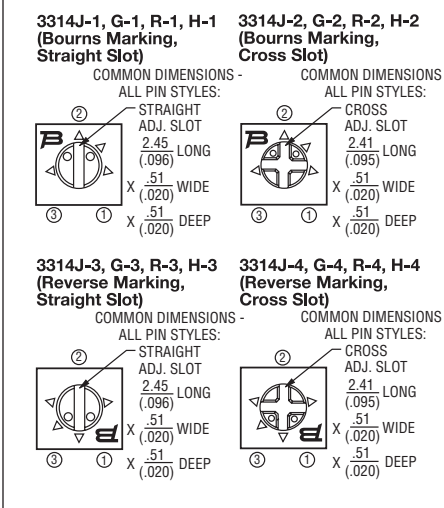 3314J-1, G-1, R-1, H-1
(Bourns Marking,
Straight Slot)
COMMON DIMENSIONS -
ALL PIN STYLES:
STRAIGHT
ADJ. SLOT
2.45
(.096) LONG
X .51
(.020) WIDE
X .51
(.020) DEEP
2
3 1
3314J-2, G-2, R-2, H-2
(Bourns Marking,
Cross Slot)
COMMON DIMENSIONS
ALL PIN STYLES:
CROSS
ADJ. SLOT
2.41
(.095) LONG
X .51
(.020) WIDE
X .51
(.020) DEEP
2
3 1
3314J-3, G-3, R-3, H-3
(Reverse Marking,
Straight Slot)
COMMON DIMENSIONS -
ALL PIN STYLES:
STRAIGHT
ADJ. SLOT
2.45
(.096) LONG
X .51
(.020) WIDE
X .51
(.020) DEEP
2
3 1
3314J-4, G-4, R-4, H-4
(Reverse Marking,
Cross Slot)
COMMON DIMENSIONS
ALL PIN STYLES:
CROSS
ADJ. SLOT
2.41
(.095) LONG
X .51
(.020) WIDE
X .51
(.020) DEEP
2
3 1